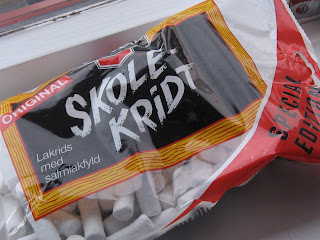 ORIGINAL
SKOLE-
KRIDT
Lakrids
med
salmiakfyld
SPECIAL
EDITION